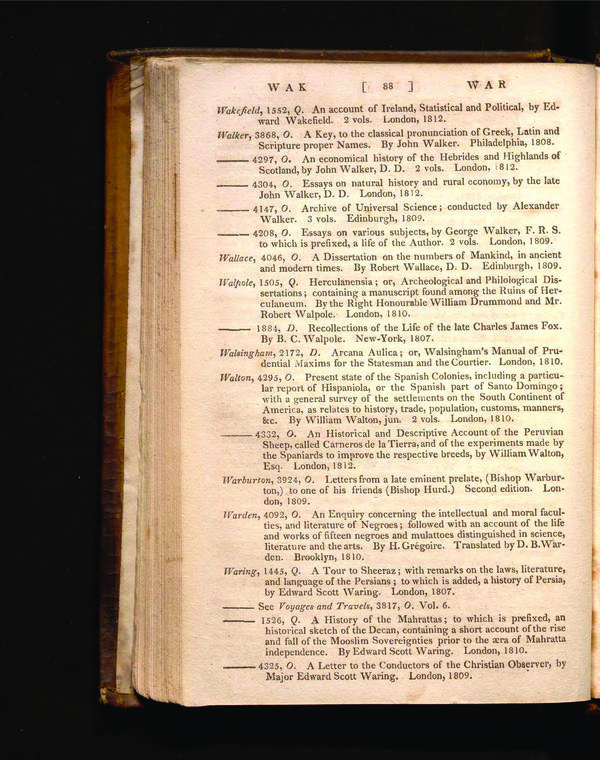 WAK [ 88 ] WAR
Wakefield, 1552, Q. An account of Ireland, Statistical and Political, by Ed-
ward Wakefield. 2 vols. London, 1812.
Walker, 3868, O. A Key, to the classical pronunciation of Greek, Latin and
Scripture proper Names. By John Walker. Philadelphia, 1808.
—— 4297, O. An economical history of the Hebrides and Highlands of
Scotland, by John Walker, D. D. 2 vols. London, 1812.
—— 4304, O. Essays on natural history and rural economy, by the late
John Walker, D. D. London, 1812.
—— 4147, O. Archive of Universal Science; conducted by Alexander
Walker. 3 vols. Edinburgh, 1809.
—— 4208, O. Essays on various subjects, by George Walker, F. R. S.
to which is prefixed, a life of the Author. 2 vols. London, 1809.
Wallace, 4046, O. A Dissertation on the numbers of Mankind, in ancient
and modern times. By Robert Wallace, D. D. Edinburgh, 1809.
Walpole, 1505, Q. Herculanensia; or, Archeological and Philological Dis-
sertations; containing a manuscript found among the Ruins of Her-
culaneum. By the Right Honourable William Drummond and Mr.
Robert Walpole. London, 1810.
—— 1884, D. Recollections of the Life of the late Charles James Fox.
By B. C. Walpole. New-York, 1807.
Walsingham, 2172, D. Arcana Aulica; or, Walsingham's Manual of Pru-
dential Maxims for the Statesman and the Courtier. London, 1810.
Walton, 4295, O. Present state of the Spanish Colonies, including a particu-
lar report of Hispaniola, or the Spanish part of Santo Domingo;
with a general survey of the settlements on the South Continent of
America, as relates to history, trade, population, customs, manners,
&c. By William Walton, jun. 2 vols. London, 1810.
—— 4332, O. An Historical and Descriptive Account of the Peruvian
Sheep, called Carneros de la Tierra, and of the experiments made by
the Spaniards to improve the respective breeds, by William Walton,
Esq. London, 1812.
Warburton, 3924, O. Letters from a late eminent prelate, (Bishop Warbur-
ton,) to one of his friends (Bishop Hurd.) Second edition. Lon-
don, 1809.
Warden, 4092, O. An Enquiry concerning the intellectual and moral facul-
ties, and literature of Negroes; followed with an account of the life
and works of fifteen negroes and mulattoes distinguished in science,
literature and the arts. By H. Grégoire. Translated by D. B. War-
den. Brooklyn, 1810.
Waring, 1445, Q. A Tour to Sheeraz; with remarks on the laws, literature,
and language of the Persians; to which is added, a history of Persia,
by Edward Scott Waring. London, 1807.
—— See Voyages and Travels, 3817, O. Vol. 6.
—— 1526, Q. A History of the Mahrattas; to which is prefixed, an
historical sketch of the Decan, containing a short account of the rise
and fall of the Mooslim Sovereignties prior to the æra of Mahratta
independence. By Edward Scott Waring. London, 1810.
—— 4325, O. A Letter to the Conductors of the Christian Observer, by
Major Edward Scott Waring. London, 1809.